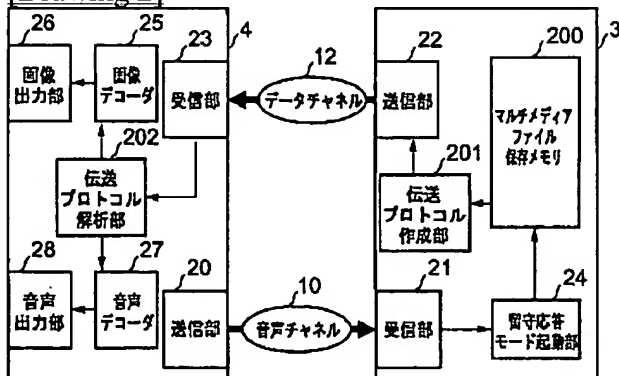 26
25
23
4
画像
出力部
画像
デコーダ
受信部
202
伝送
プロトコル
解析部
28
27
音声
出力部
音声
デコーダ
20
送信部
12
データチャネル
10
音声チャネル
22
送信部
200
3
マルチメディア
ファイル
保存メモリ
201
伝送
プロトコル
作成部
21
受信部
24
留守応答
モード起動部